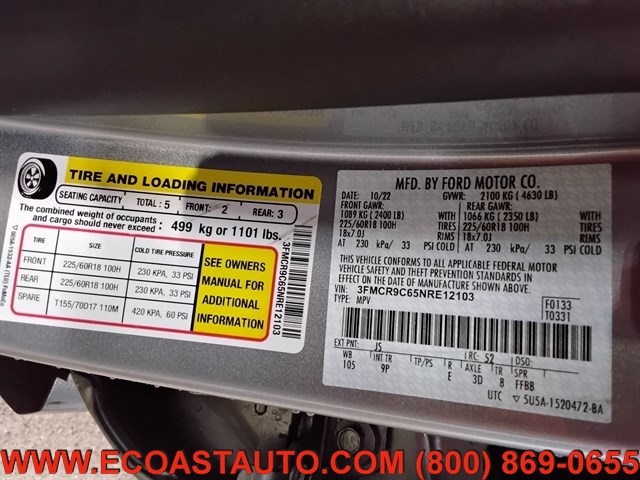 TIRE AND LOADING INFORMATION
SEATING CAPACITY TOTAL: 5 FRONT: 2 REAR: 3
The combined weight of occupants
and cargo should never exceed: 499 kg or 1101 lbs.
TIRE SIZE COLD TIRE PRESSURE
FRONT 225/60R18 100H 230 KPA, 33 PSI
REAR 225/60R18 100H 230 KPA, 33 PSI
SPARE T155/70D17 110M 420 KPA, 60 PSI
SEE OWNERS
MANUAL FOR
ADDITIONAL
INFORMATION
3FMCR9C65NRE12103
MFD. BY FORD MOTOR CO.
DATE: 10/22 GVWR: 2100 KG ( 4630 LB)
FRONT GAWR: REAR GAWR:
1089 KG ( 2400 LB) WITH 1066 KG ( 2350 LB) WITH
225/60R18 100H TIRES 225/60R18 100H TIRES
18x7.0J RIMS 18x7.0J RIMS
AT 230 kPa/ 33 PSI COLD AT 230 kPa/ 33 PSI COLD
THIS VEHICLE CONFORMS TO ALL APPLICABLE FEDERAL MOTOR
VEHICLE SAFETY AND THEFT PREVENTION STANDARDS IN EFFECT
ON THE DATE OF MANUFACTURE SHOWN ABOVE.
VIN: 3FMCR9C65NRE12103
TYPE: MPV
F0133
T0331
EXT PNT: J5 RC: 52 DSO:
WB INT TR TP/PS R AXLE TR SPR
105 9P E 3D 8 FFBB
UTC ▽ 5U5A-1520472-BA
WWW.ECOASTAUTO.COM (800) 869-0655